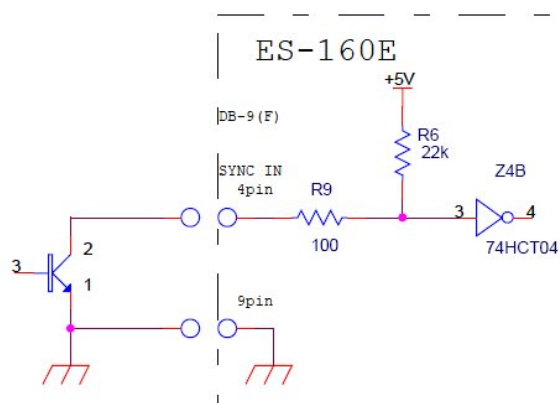 ES-160E
+5V
DB-9(F)
R6
22k
SYNC IN
4pin
R9
Z4B
3
4
100
74HCT04
2
3
1
9pin